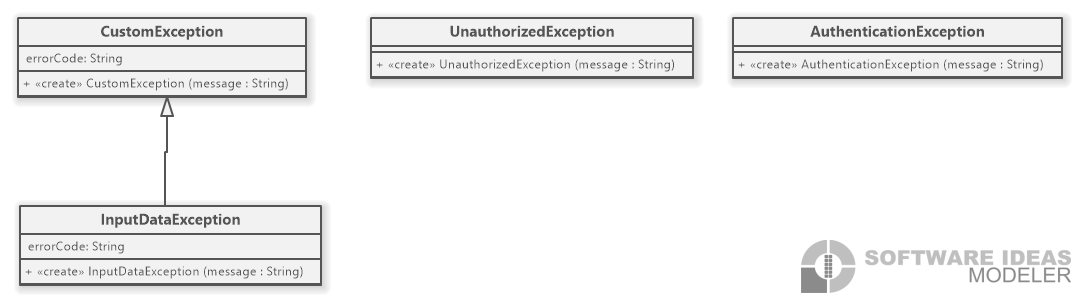 CustomException
errorCode: String
+ «create» CustomException (message : String)
UnauthorizedException
+ «create» UnauthorizedException (message : String)
AuthenticationException
+ «create» AuthenticationException (message : String)
InputDataException
errorCode: String
+ «create» InputDataException (message : String)
SOFTWARE IDEAS
MODELER